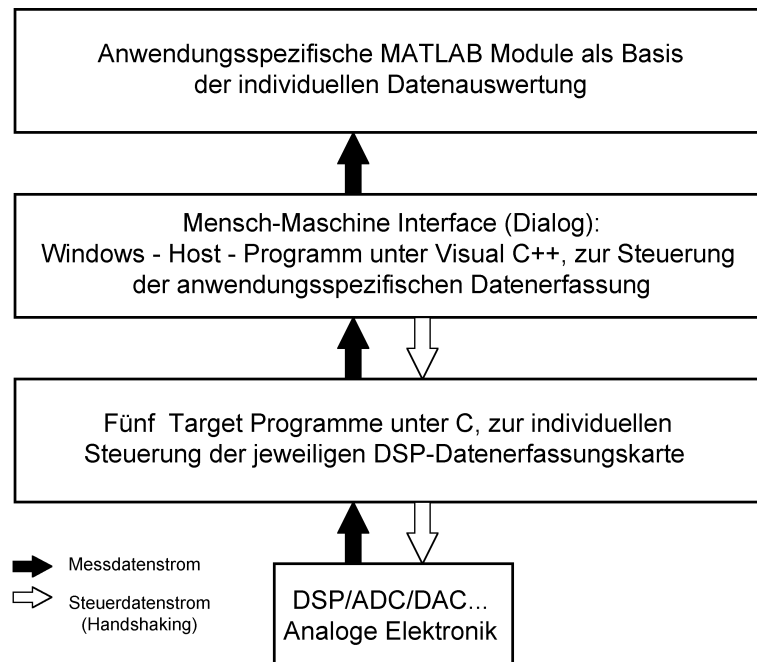 Anwendungsspezifische MATLAB Module als Basis
der individuellen Datenauswertung
Mensch-Maschine Interface (Dialog):
Windows - Host - Programm unter Visual C++, zur Steuerung
der anwendungsspezifischen Datenerfassung
Fünf Target Programme unter C, zur individuellen
Steuerung der jeweiligen DSP-Datenerfassungskarte
Messdatenstrom
Steuerdatenstrom
(Handshaking)
DSP/ADC/DAC...
Analoge Elektronik